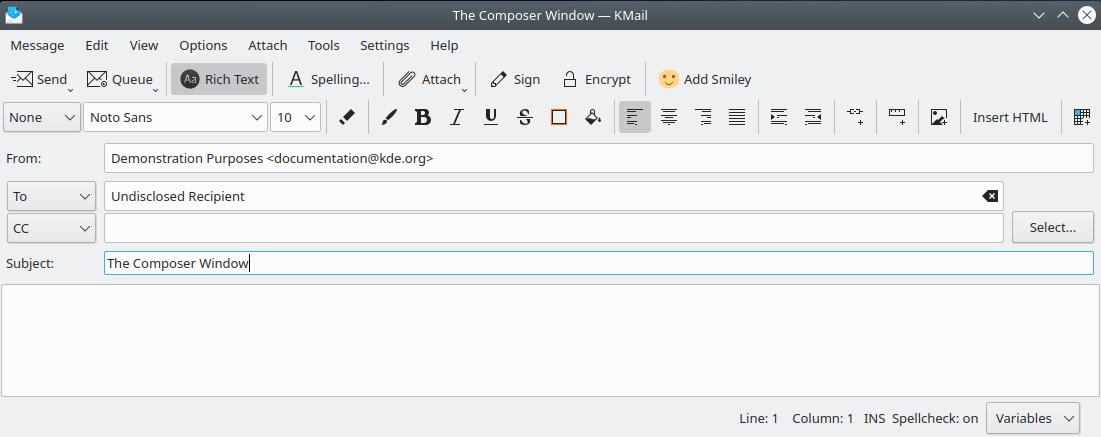 The Composer Window — KMail
Message Edit View Options Attach Tools Settings Help
Send Queue Aa Rich Text A Spelling... Attach Sign Encrypt Add Smiley
None Noto Sans 10 B I U S Insert HTML
From: Demonstration Purposes <documentation@kde.org>
To Undisclosed Recipient
CC Select...
Subject: The Composer Window
Line: 1 Column: 1 INS Spellcheck: on Variables